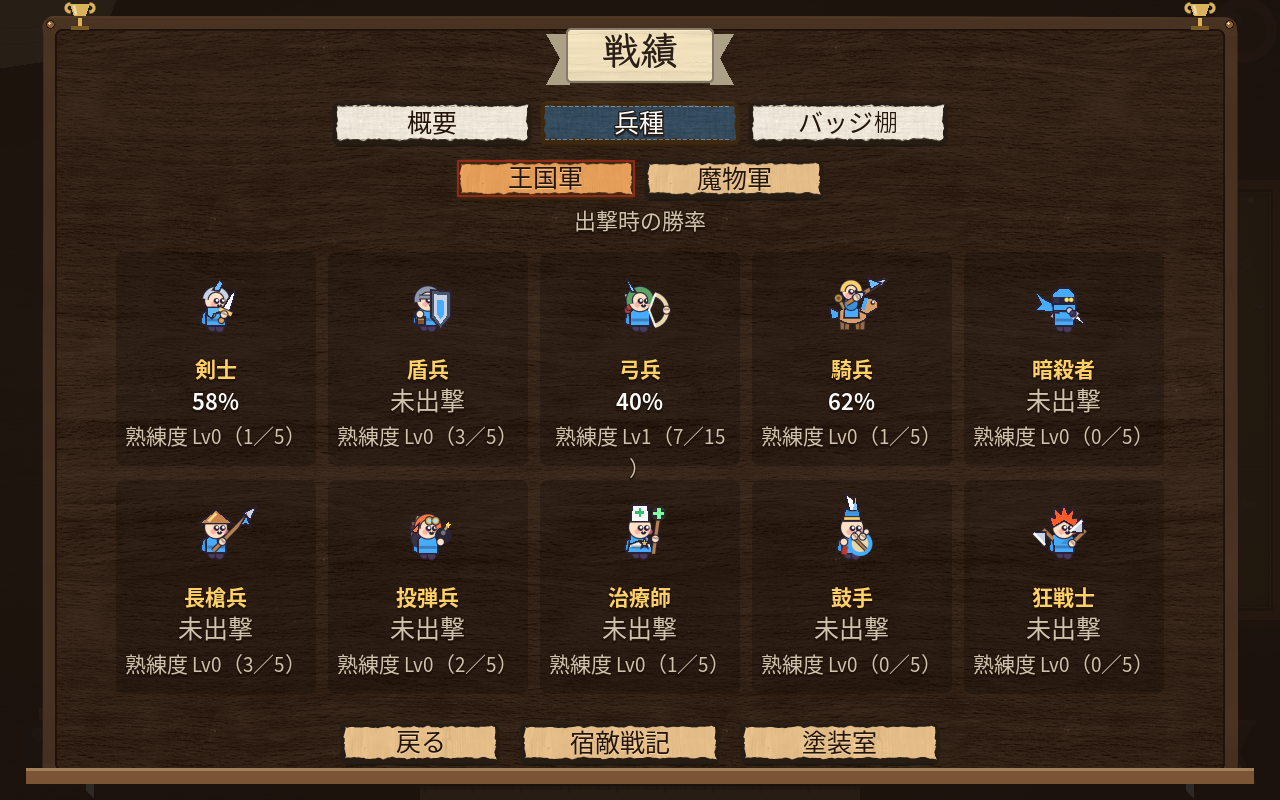 戦績
概要
兵種
バッジ棚
王国軍
魔物軍
出撃時の勝率
剣士
58%
熟練度 Lv0（1／5）
盾兵
未出撃
熟練度 Lv0（3／5）
弓兵
40%
熟練度 Lv1（7／15
）
騎兵
62%
熟練度 Lv0（1／5）
暗殺者
未出撃
熟練度 Lv0（0／5）
長槍兵
未出撃
熟練度 Lv0（3／5）
投弾兵
未出撃
熟練度 Lv0（2／5）
治療師
未出撃
熟練度 Lv0（1／5）
鼓手
未出撃
熟練度 Lv0（0／5）
狂戦士
未出撃
熟練度 Lv0（0／5）
戻る
宿敵戦記
塗装室